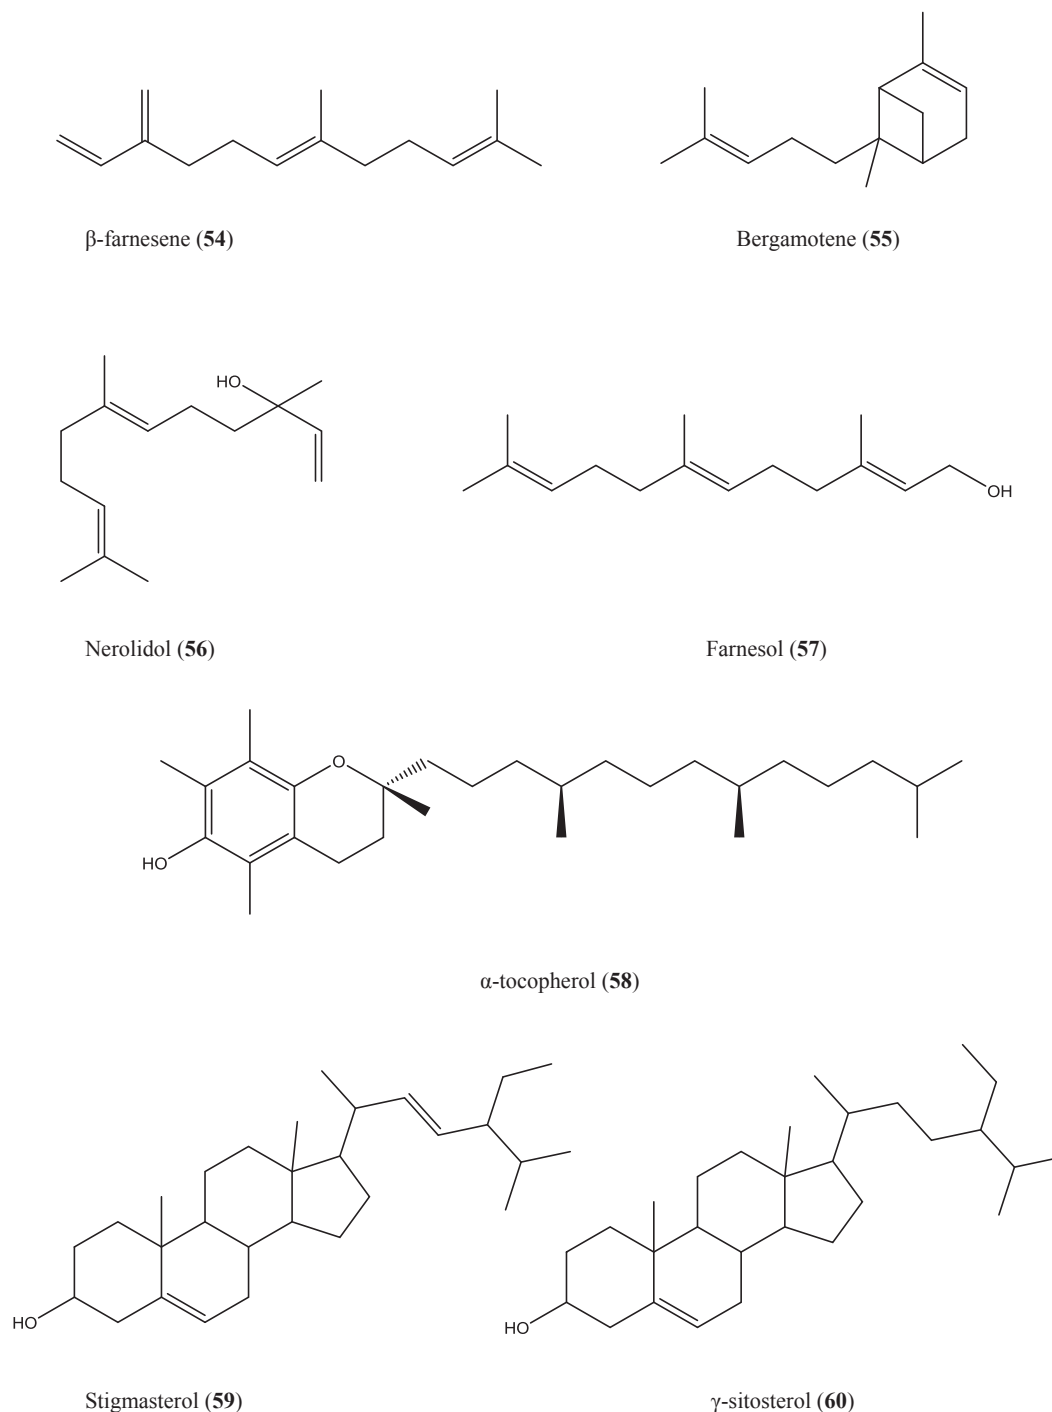 β-farnesene (54)
Bergamotene (55)
HO
Nerolidol (56)
OH
Farnesol (57)
O
HO
α-tocopherol (58)
HO
Stigmasterol (59)
HO
γ-sitosterol (60)